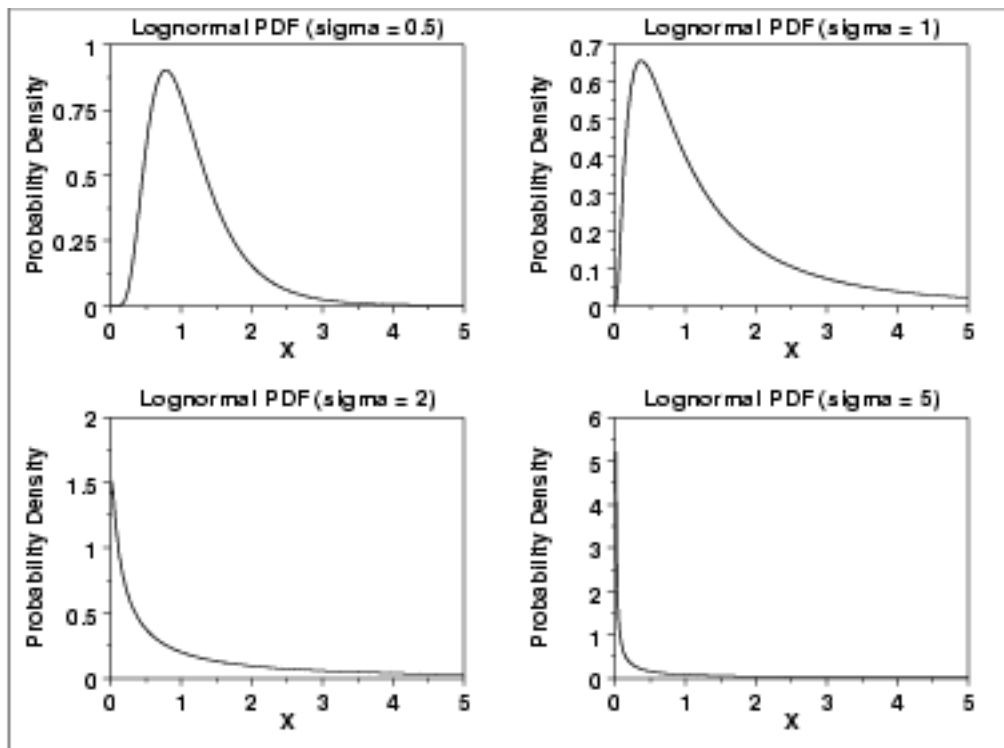 Lognormal PDF (sigma = 0.5)
Probability Density
1
0.75
0.5
0.25
0
0 1 2 3 4 5
X
Lognormal PDF (sigma = 1)
Probability Density
0.7
0.6
0.5
0.4
0.3
0.2
0.1
0
0 1 2 3 4 5
X
Lognormal PDF (sigma = 2)
Probability Density
2
1.5
1
0.5
0
0 1 2 3 4 5
X
Lognormal PDF (sigma = 5)
Probability Density
6
5
4
3
2
1
0
0 1 2 3 4 5
X